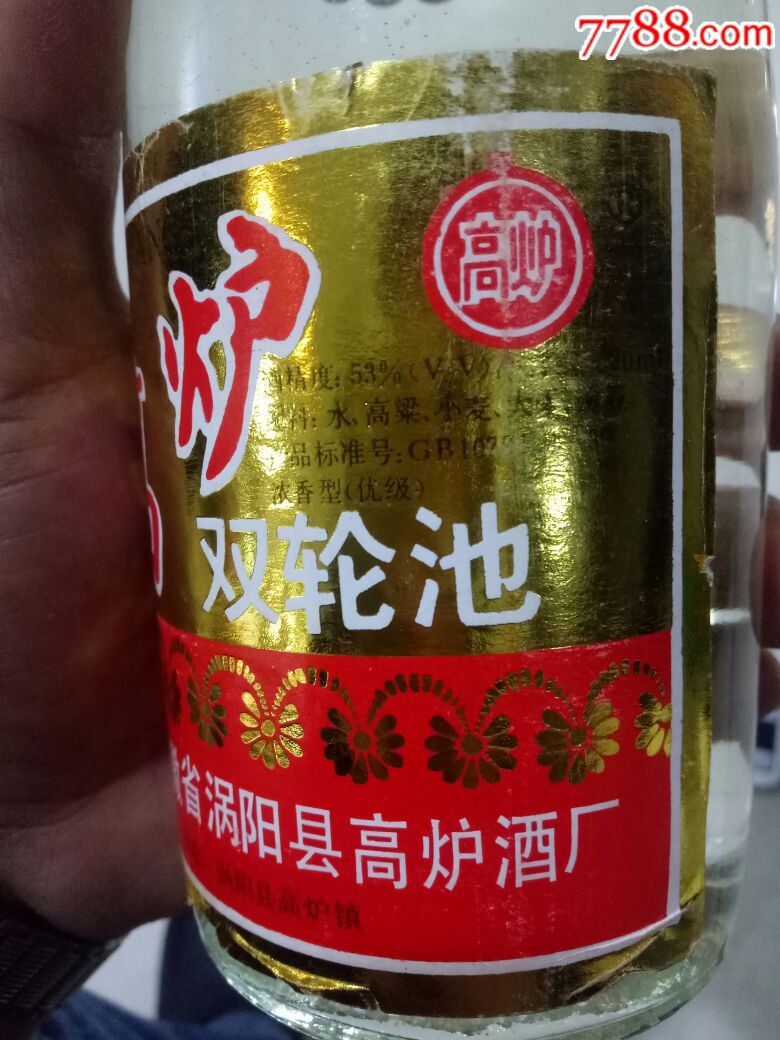 7788.com
高炉
炉
精度: 53%(V/V)
料: 水、高粱、小麦、大
品标准号: GB107
浓香型(优级)
双轮池
省涡阳县高炉酒厂
涡阳县高炉镇